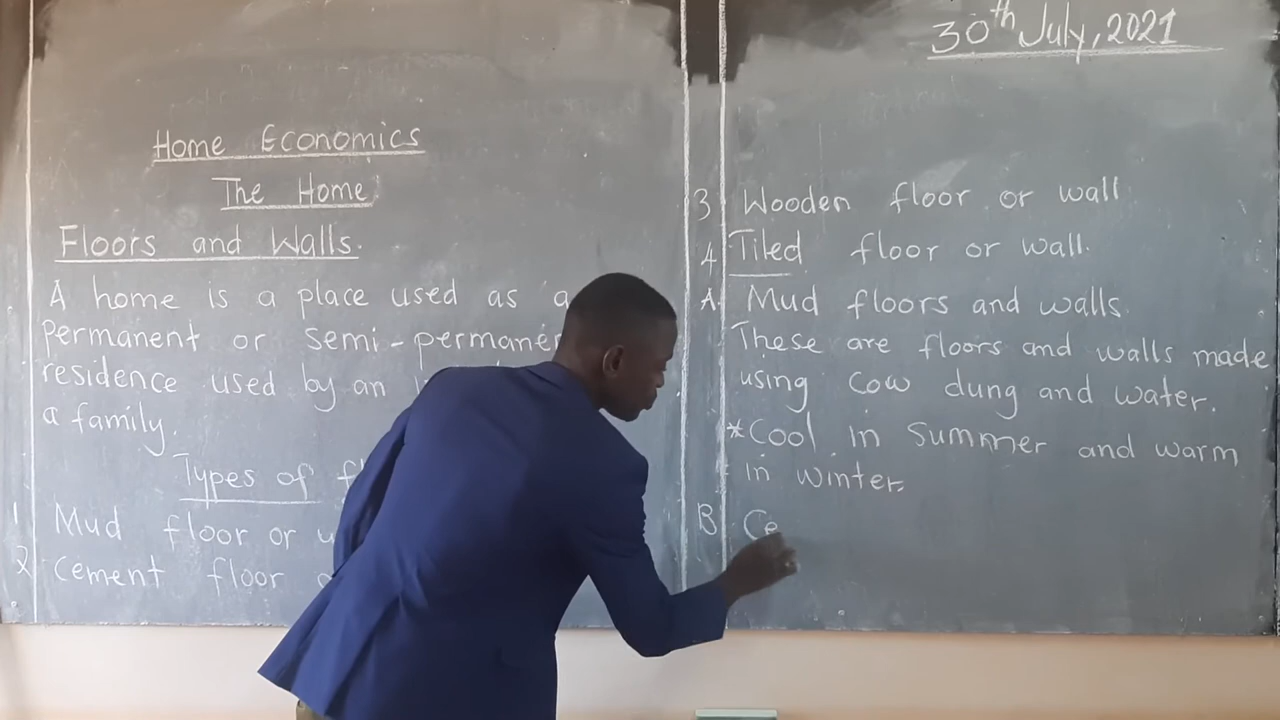 Home Economics
The Home
Floors and Walls.
A home is a place used as a
permanent or semi-permanen
residence used by an
a family.
Types of
1 Mud floor or
2 Cement floor
30th July, 2021
3 Wooden floor or wall
4 Tiled floor or wall.
A. Mud floors and walls.
These are floors and walls made
using cow dung and water.
*Cool in summer and warm
in winter.
B Ce